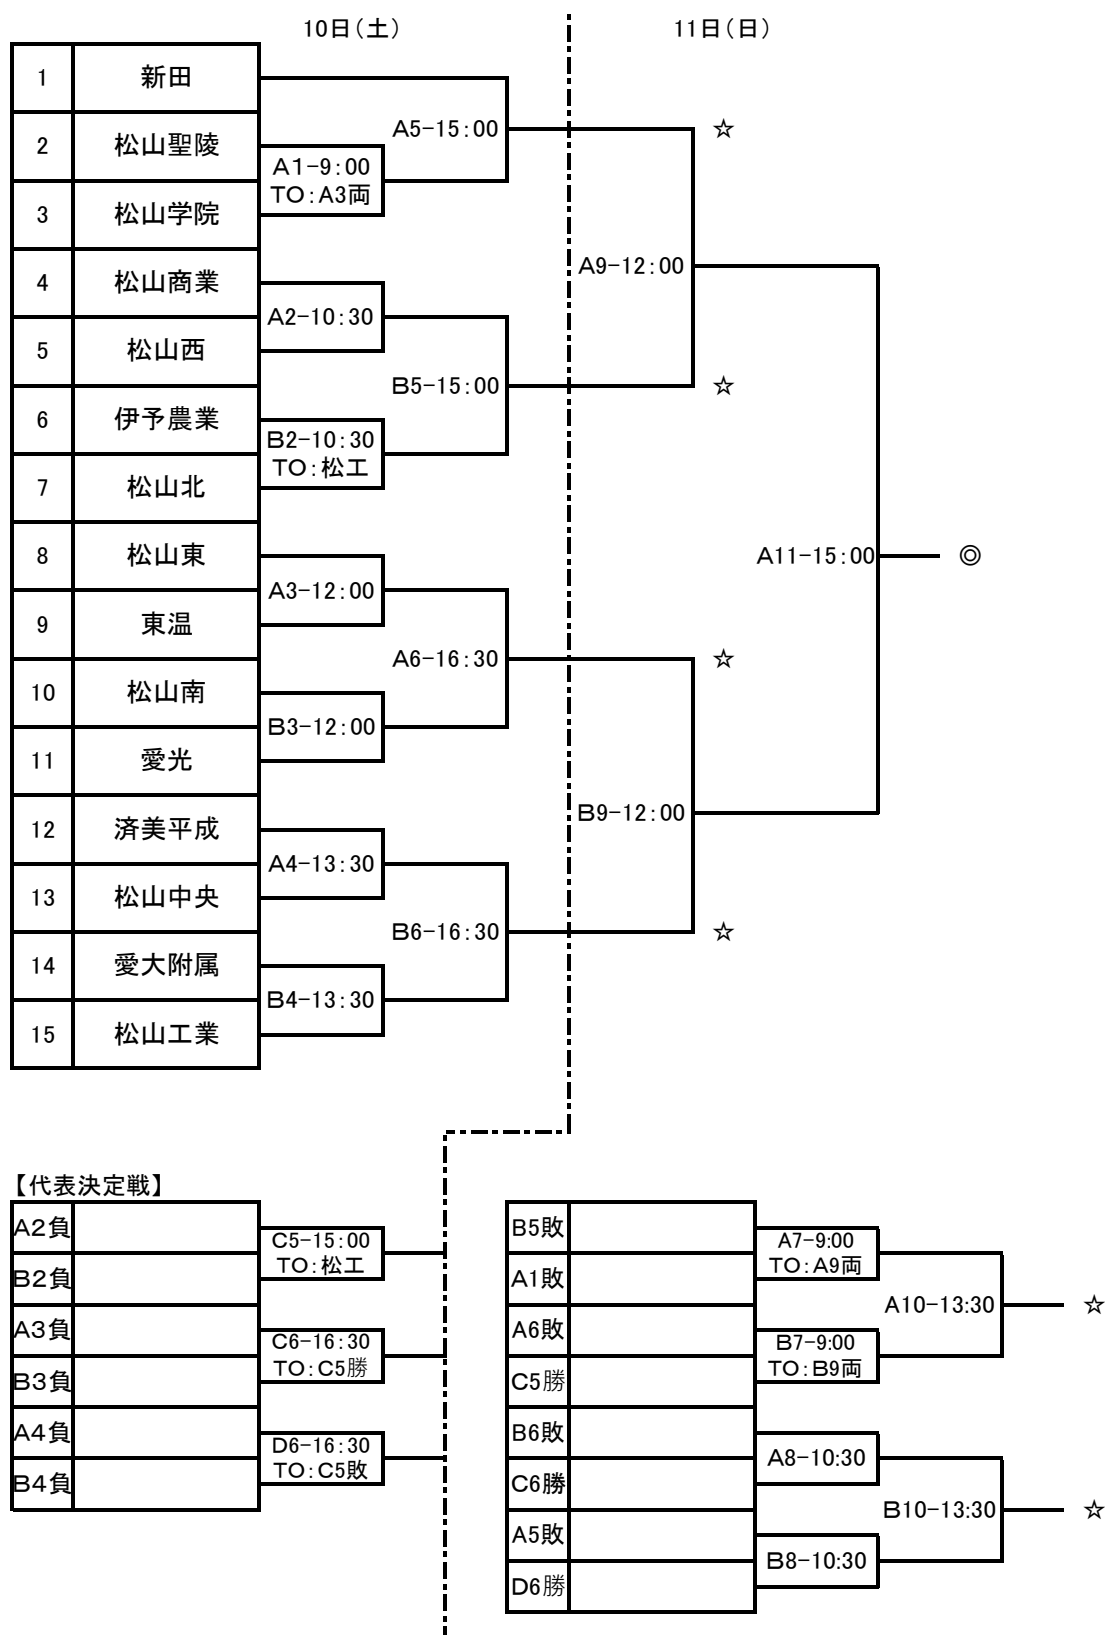 10日(土)
11日(日)
1 新田
2 松山聖陵
3 松山学院
4 松山商業
5 松山西
6 伊予農業
7 松山北
8 松山東
9 東温
10 松山南
11 愛光
12 済美平成
13 松山中央
14 愛大附属
15 松山工業
A1-9:00
TO:A3両
A2-10:30
B2-10:30
TO:松工
A3-12:00
B3-12:00
A4-13:30
B4-13:30
A5-15:00
B5-15:00
A6-16:30
B6-16:30
☆
☆
☆
☆
A9-12:00
B9-12:00
A11-15:00
◎
【代表決定戦】
A2負
B2負
A3負
B3負
A4負
B4負
C5-15:00
TO:松工
C6-16:30
TO:C5勝
D6-16:30
TO:C5敗
B5敗
A1敗
A6敗
C5勝
B6敗
C6勝
A5敗
D6勝
A7-9:00
TO:A9両
B7-9:00
TO:B9両
A8-10:30
B8-10:30
A10-13:30
☆
B10-13:30
☆